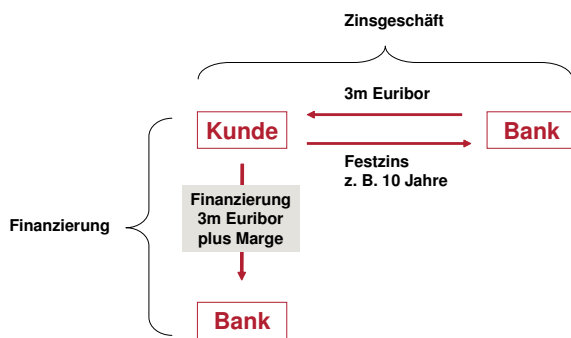 Zinsgeschäft
3m Euribor
Kunde
Bank
Festzins
z. B. 10 Jahre
Finanzierung
3m Euribor
plus Marge
Finanzierung
Bank